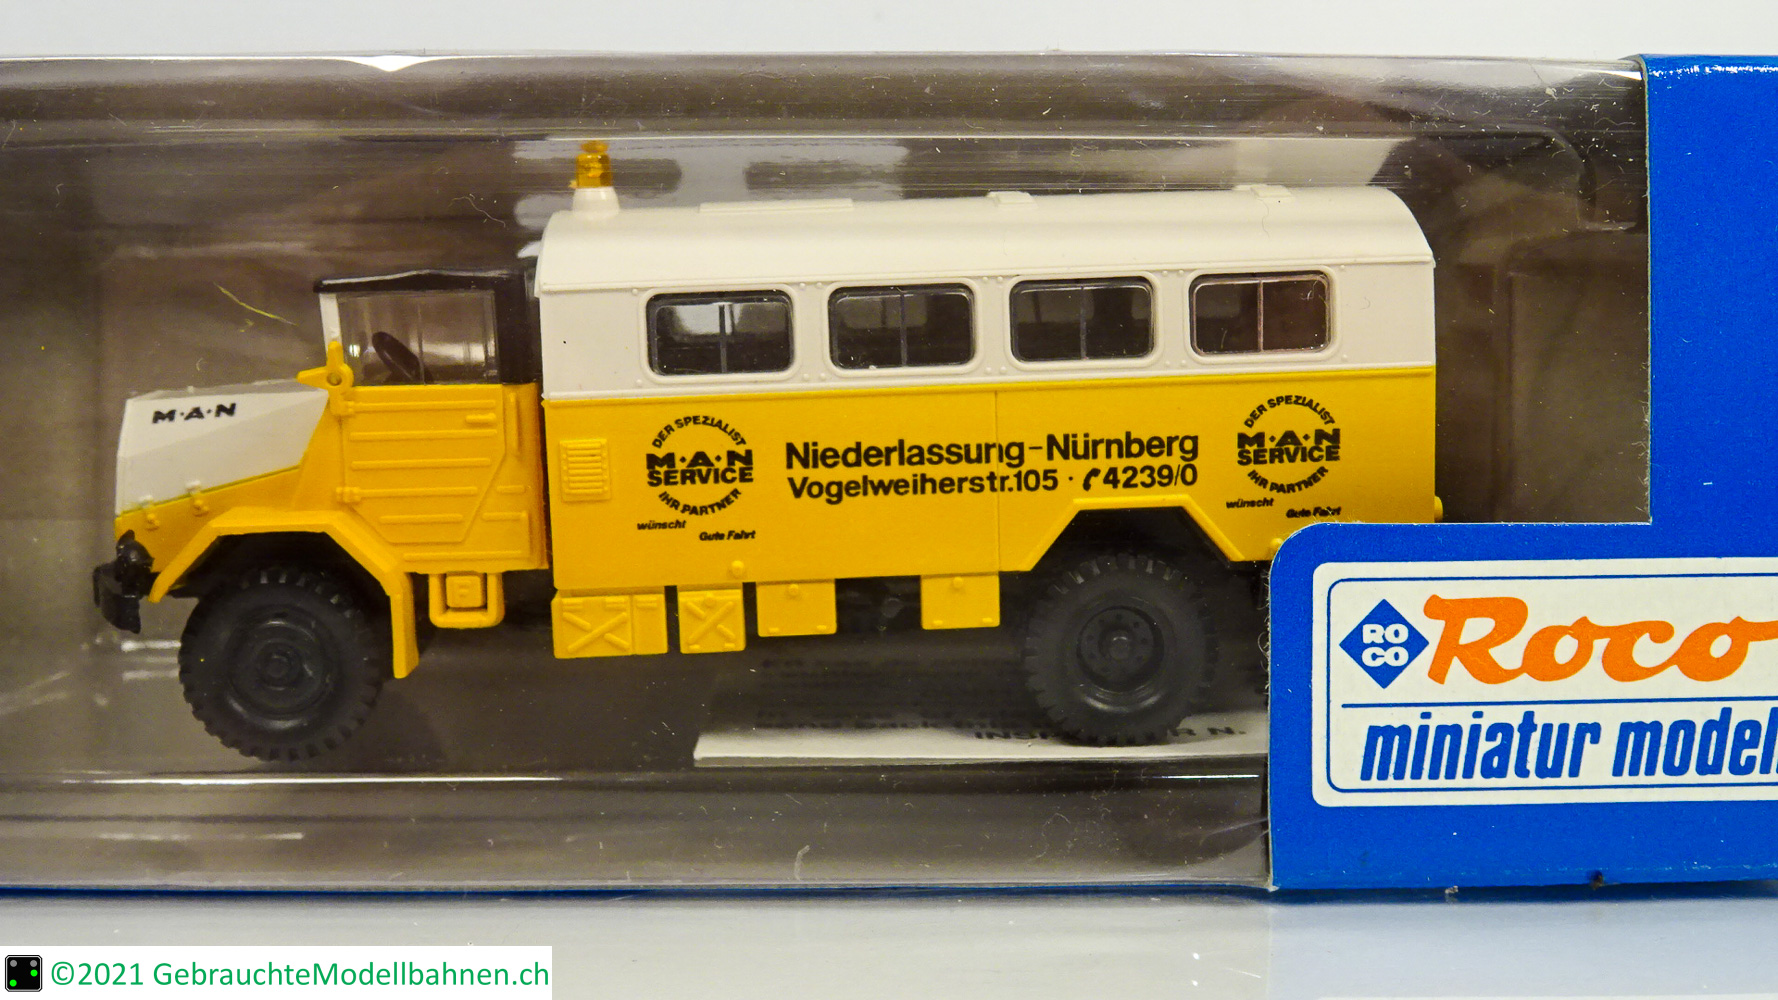 M·A·N
DER SPEZIALIST
M·A·N
SERVICE
IHR PARTNER
wünscht
Gute Fahrt
Niederlassung-Nürnberg
Vogelweiherstr.105 · ✆4239/0
DER SPEZIALIST
M·A·N
SERVICE
IHR PARTNER
wünscht
Gute Fahrt
RO
CO
Roco
miniatur model
©2021 GebrauchteModellbahnen.ch